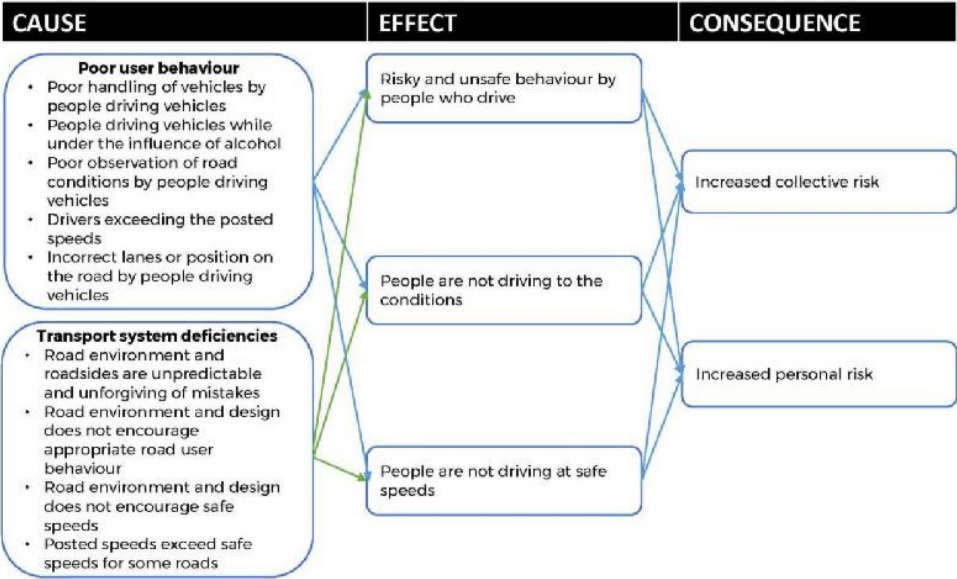 CAUSE
EFFECT
CONSEQUENCE
Poor user behaviour
• Poor handling of vehicles by
people driving vehicles
• People driving vehicles while
under the influence of alcohol
• Poor observation of road
conditions by people driving
vehicles
• Drivers exceeding the posted
speeds
• Incorrect lanes or position on
the road by people driving
vehicles
Transport system deficiencies
• Road environment and
roadsides are unpredictable
and unforgiving of mistakes
• Road environment and design
does not encourage
appropriate road user
behaviour
• Road environment and design
does not encourage safe
speeds
• Posted speeds exceed safe
speeds for some roads
Risky and unsafe behaviour by
people who drive
People are not driving to the
conditions
People are not driving at safe
speeds
Increased collective risk
Increased personal risk